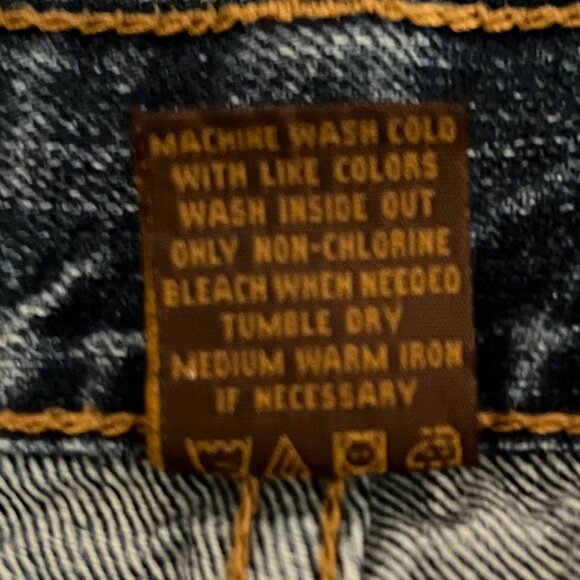 MACHINE WASH COLD
WITH LIKE COLORS
WASH INSIDE OUT
ONLY NON-CHLORINE
BLEACH WHEN NEEDED
TUMBLE DRY
MEDIUM WARM IRON
IF NECESSARY